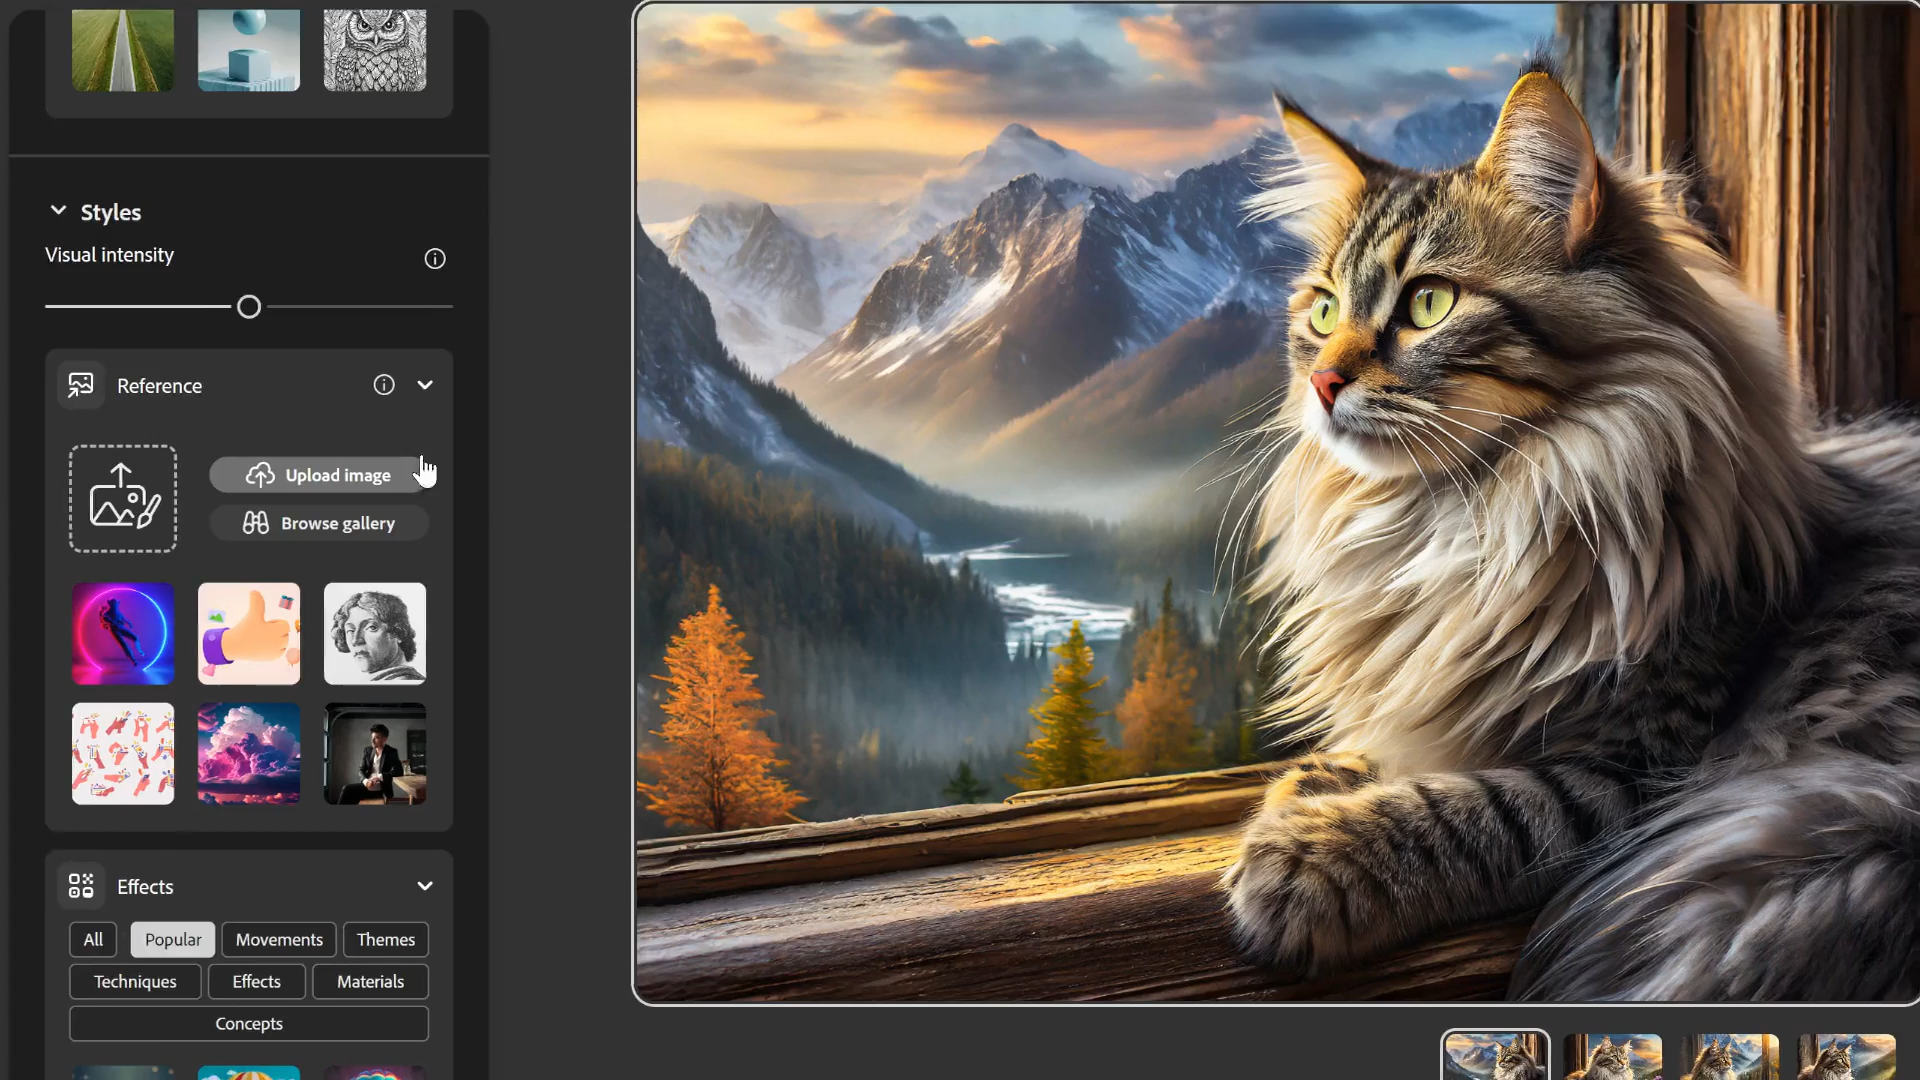 Styles
Visual intensity
Reference
Upload image
Browse gallery
Effects
All Popular Movements Themes
Techniques Effects Materials
Concepts